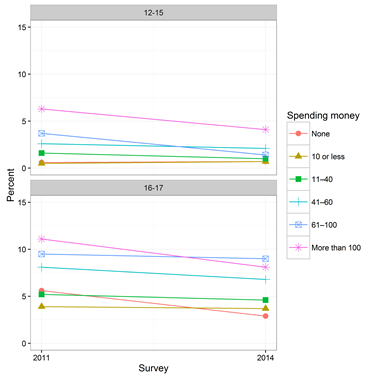 12-15
15
10
5
0
Percent
16-17
15
10
5
0
2011
2014
Survey
Spending money
None
10 or less
11–40
41–60
61–100
More than 100